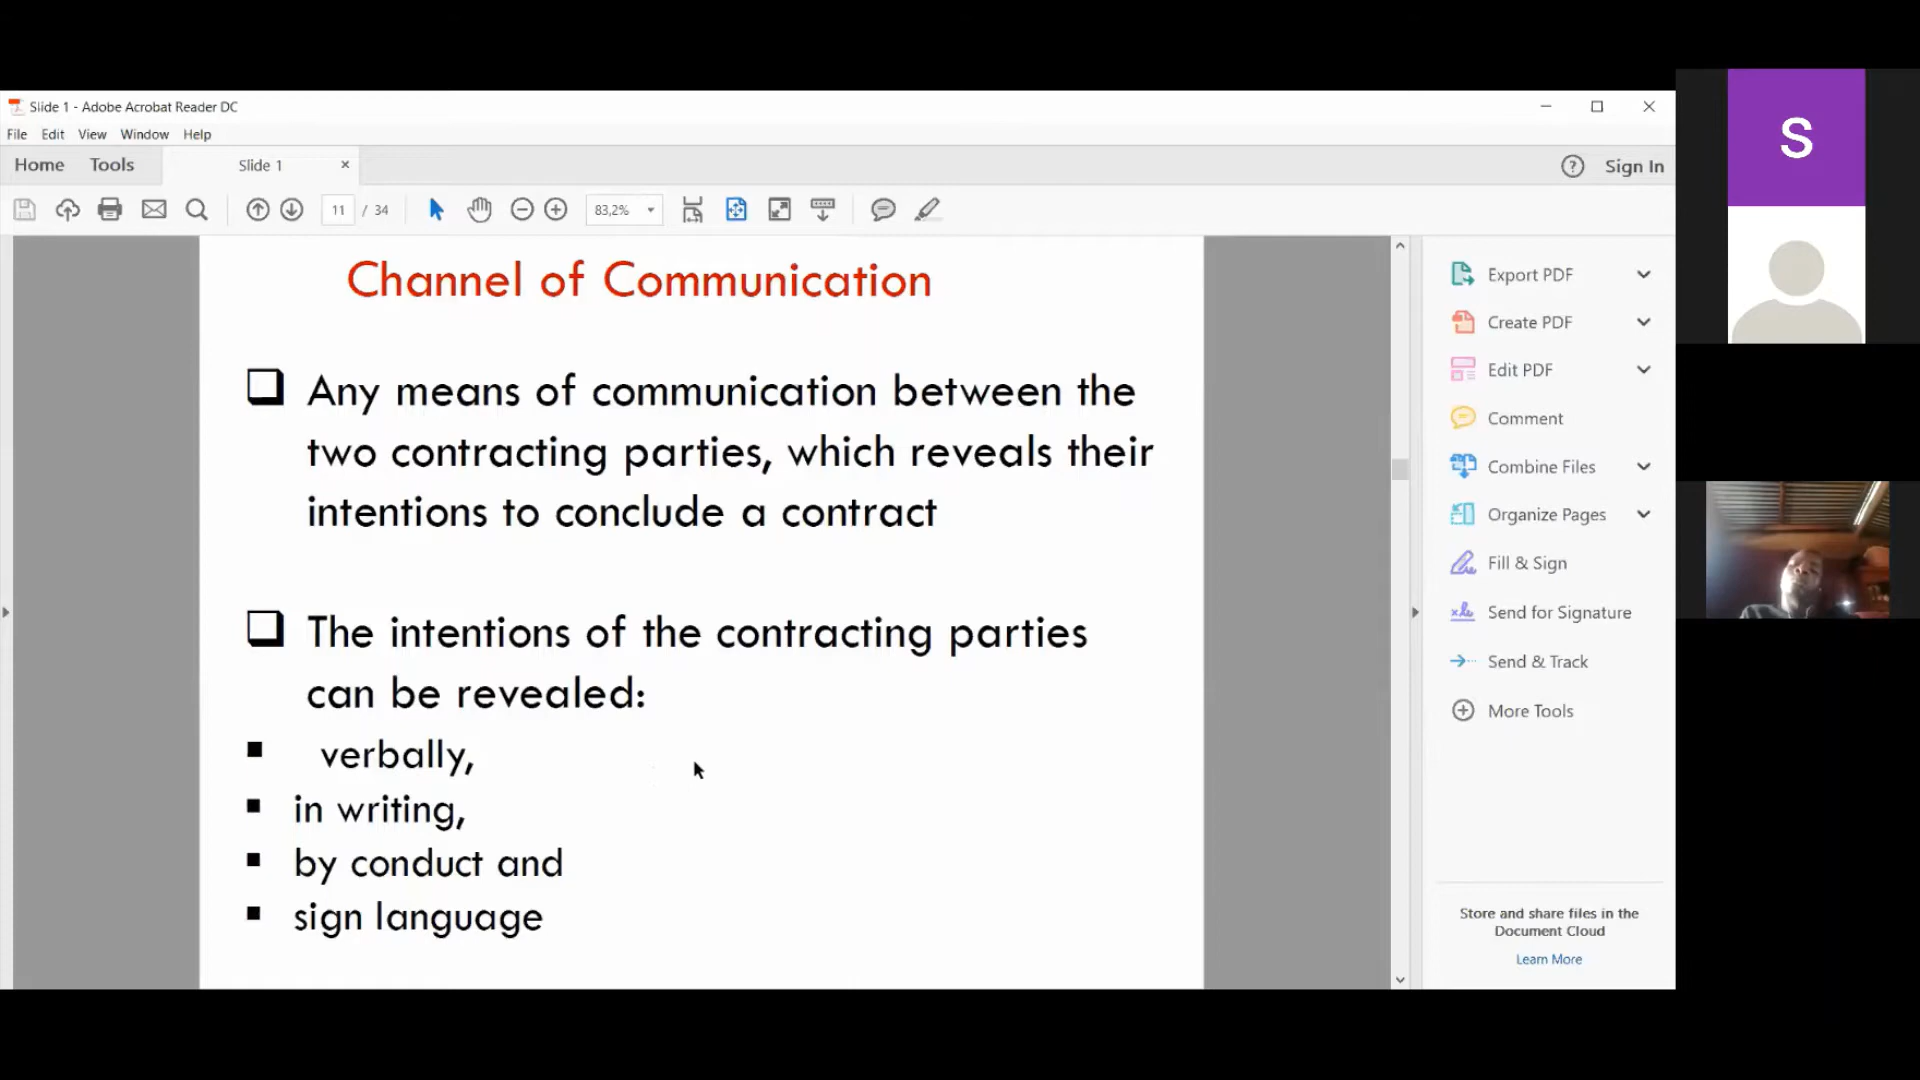 Slide 1 - Adobe Acrobat Reader DC
File Edit View Window Help
Home Tools Slide 1 × ? Sign In
11 / 34 83,2%
Channel of Communication
Any means of communication between the
two contracting parties, which reveals their
intentions to conclude a contract
The intentions of the contracting parties
can be revealed:
verbally,
in writing,
by conduct and
sign language
Export PDF
Create PDF
Edit PDF
Comment
Combine Files
Organize Pages
Fill & Sign
Send for Signature
Send & Track
More Tools
Store and share files in the
Document Cloud
Learn More
S